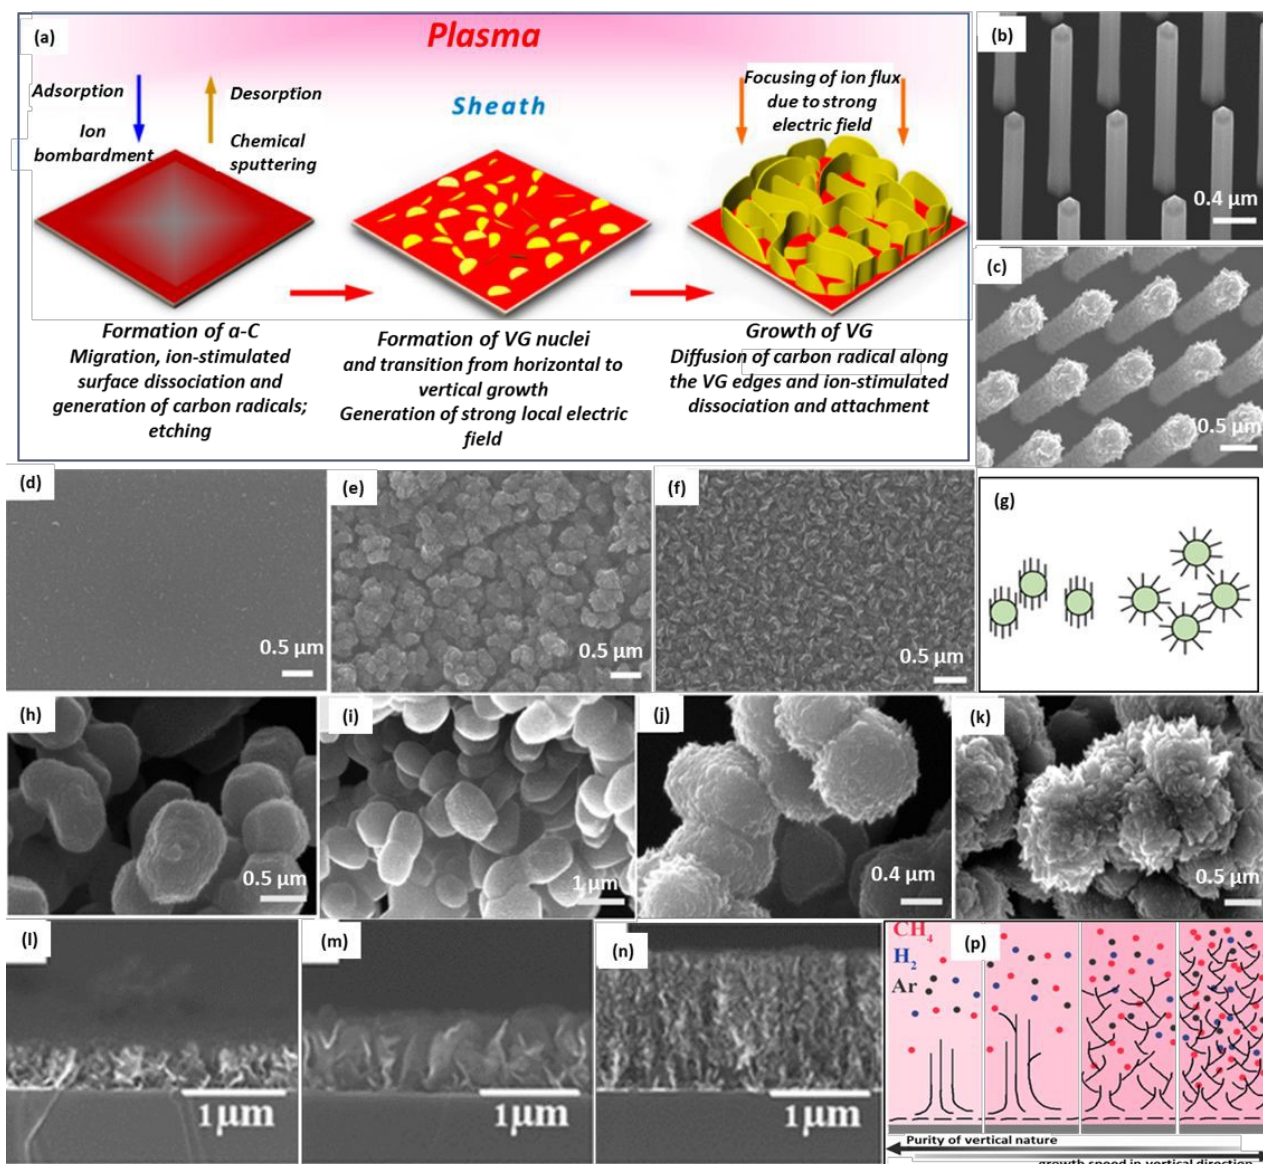 (a)
Plasma
Adsorption
Ion
bombardment
Desorption
Chemical
sputtering
Sheath
Focusing of ion flux
due to strong
electric field
Formation of a-C
Migration, ion-stimulated
surface dissociation and
generation of carbon radicals;
etching
Formation of VG nuclei
and transition from horizontal to
vertical growth
Generation of strong local electric
field
Growth of VG
Diffusion of carbon radical along
the VG edges and ion-stimulated
dissociation and attachment
(b)
0.4 µm
(c)
0.5 µm
(d)
0.5 µm
(e)
0.5 µm
(f)
0.5 µm
(g)
(h)
0.5 µm
(i)
1 µm
(j)
0.4 µm
(k)
0.5 µm
(l)
1µm
(m)
1µm
(n)
1µm
(p)
CH4
H2
Ar
Purity of vertical nature
growth speed in vertical direction